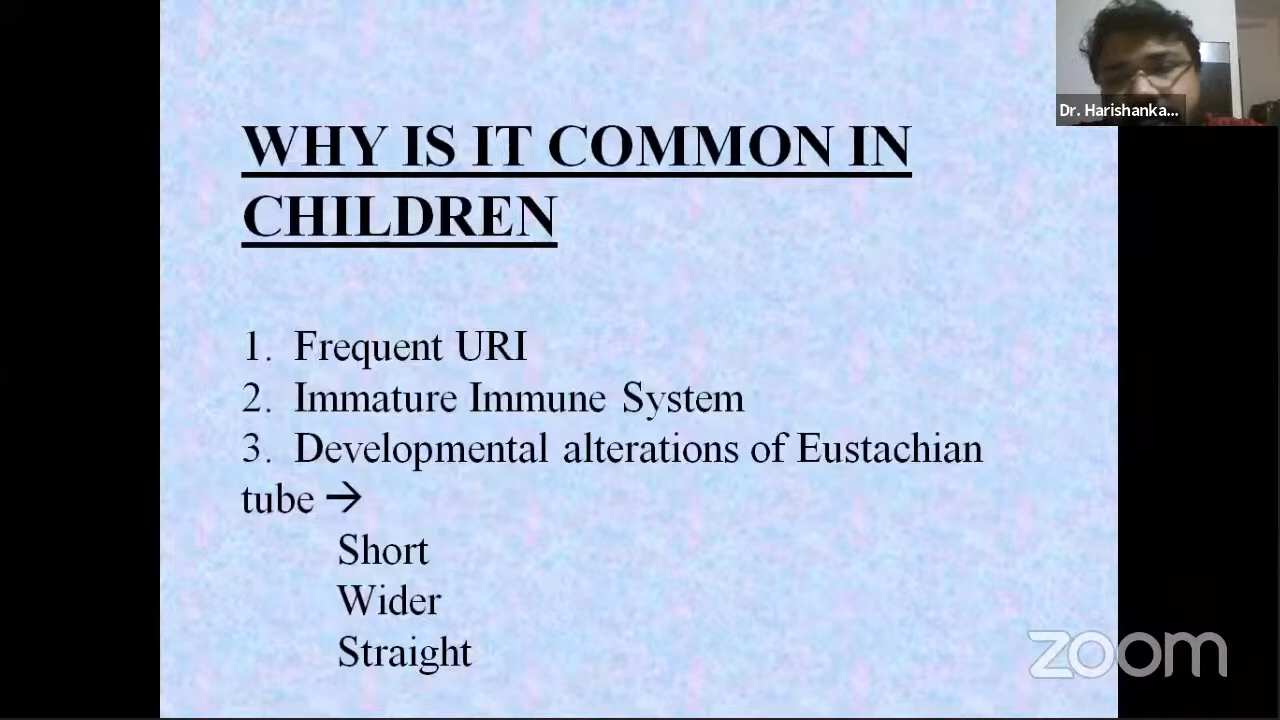 Dr. Harishanka...
WHY IS IT COMMON IN
CHILDREN
1. Frequent URI
2. Immature Immune System
3. Developmental alterations of Eustachian
tube →
Short
Wider
Straight
zoom